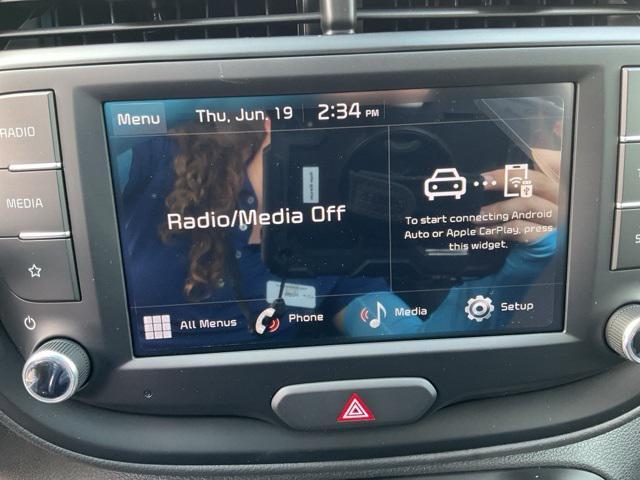 RADIO
MEDIA
Menu
Thu, Jun. 19 2:34 PM
Radio/Media Off
To start connecting Android
Auto or Apple CarPlay, press
this widget.
All Menus
Phone
Media
Setup